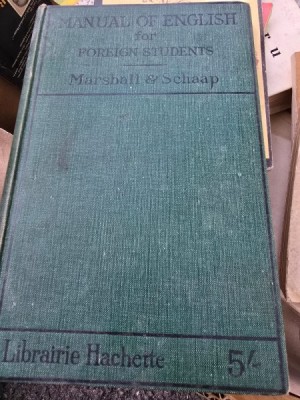 MANUAL OF ENGLISH
for
FOREIGN STUDENTS
Marshall & Schaap
Librairie Hachette 5/-